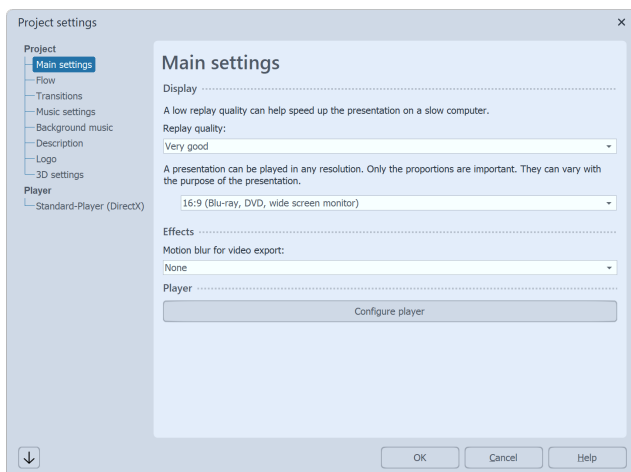 Project settings
Project
Main settings
Flow
Transitions
Music settings
Background music
Description
Logo
3D settings
Player
Standard-Player (DirectX)
Main settings
Display
A low replay quality can help speed up the presentation on a slow computer.
Replay quality:
Very good
A presentation can be played in any resolution. Only the proportions are important. They can vary with
the purpose of the presentation.
16:9 (Blu-ray, DVD, wide screen monitor)
Effects
Motion blur for video export:
None
Player
Configure player
OK
Cancel
Help